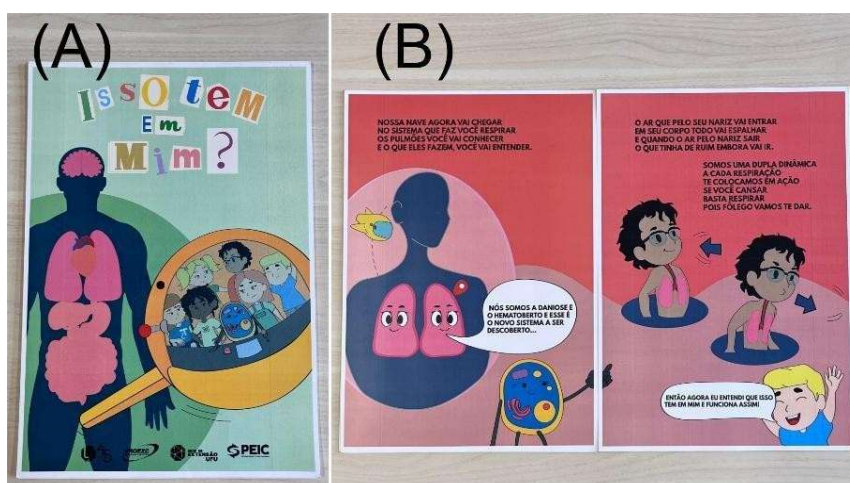 (A)
IssO tem
Em
Mim?
EXTENSÃO
UFU
PEIC
(B)
NOSSA NAVE AGORA VAI CHEGAR
NO SISTEMA QUE FAZ VOCÊ RESPIRAR
OS PULMÕES VOCÊ VAI CONHECER
E O QUE ELES FAZEM, VOCÊ VAI ENTENDER.
NÓS SOMOS A DANIOSE E
O HEMATOBERTO E ESSE É
O NOVO SISTEMA A SER
DESCOBERTO...
O AR QUE PELO SEU NARIZ VAI ENTRAR
EM SEU CORPO TODO VAI ESPALHAR
E QUANDO O AR PELO NARIZ SAIR
O QUE TINHA DE RUIM EMBORA VAI IR.
SOMOS UMA DUPLA DINÂMICA
A CADA RESPIRAÇÃO
TE COLOCAMOS EM AÇÃO
SE VOCÊ CANSAR
BASTA RESPIRAR
POIS FÔLEGO VAMOS TE DAR.
ENTÃO AGORA EU ENTENDI QUE ISSO
TEM EM MIM E FUNCIONA ASSIM!